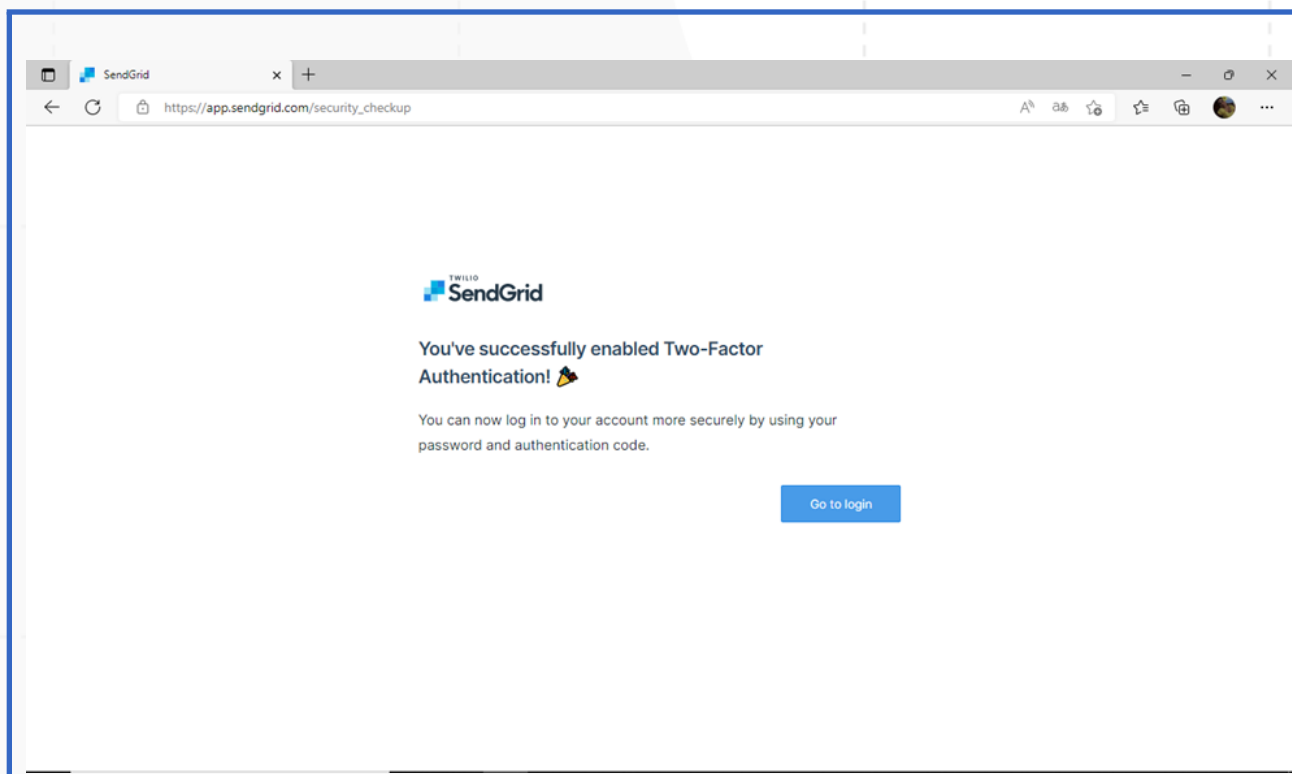 SendGrid
https://app.sendgrid.com/security_checkup
TWILIO
SendGrid
You've successfully enabled Two-Factor
Authentication!
You can now log in to your account more securely by using your
password and authentication code.
Go to login